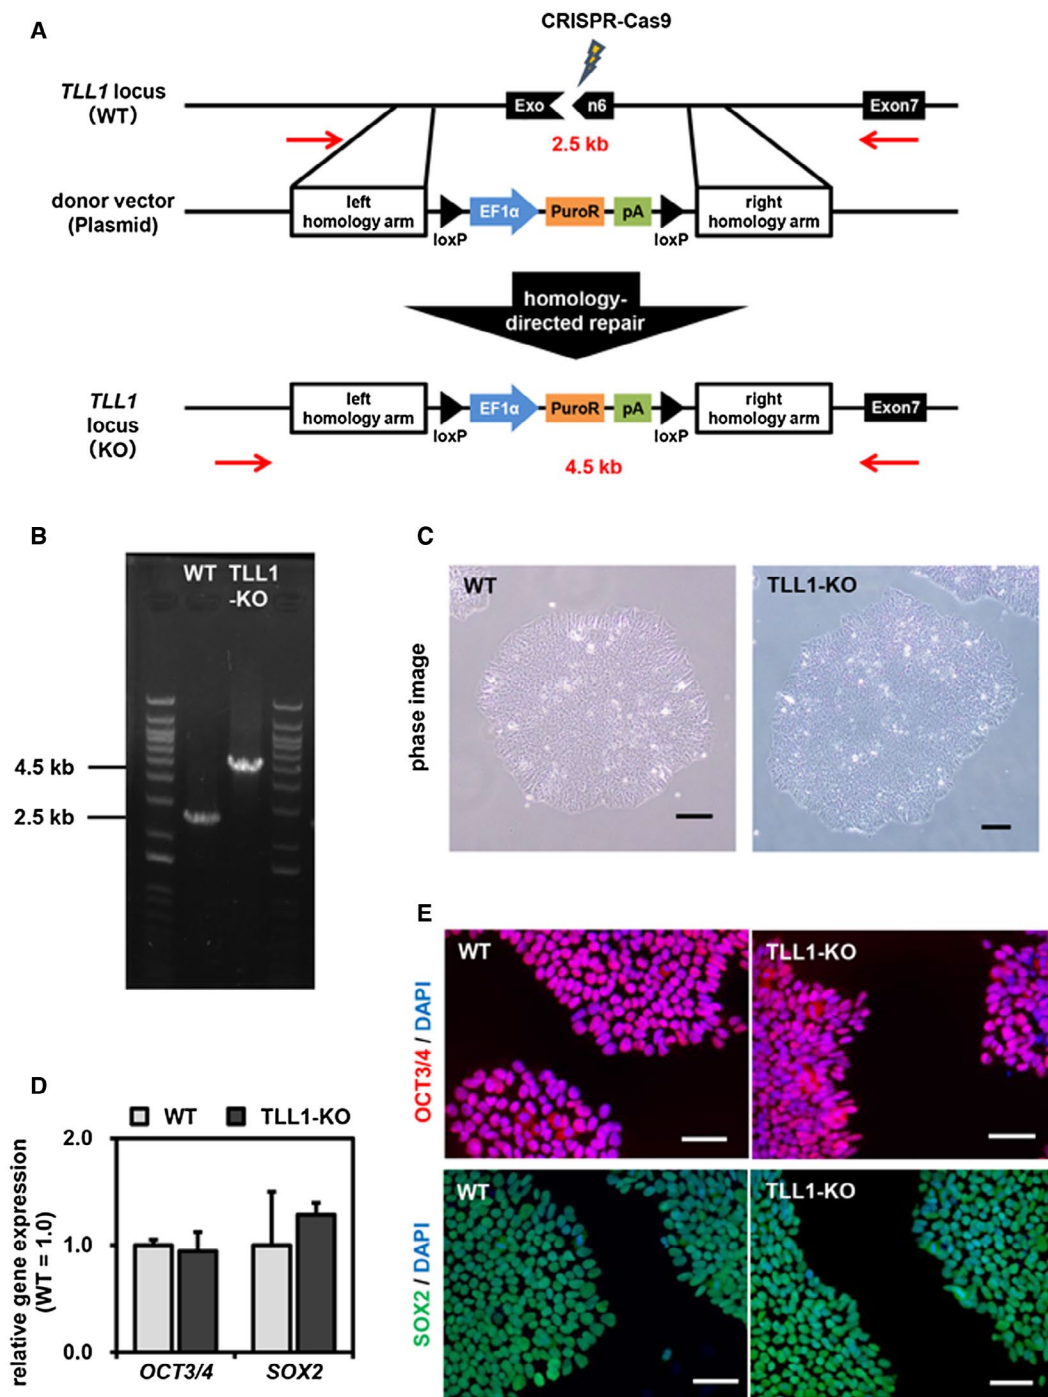 A
CRISPR-Cas9
TLL1 locus
(WT)
Exo
n6
Exon7
2.5 kb
donor vector
(Plasmid)
left
homology arm
loxP
EF1α
PuroR
pA
loxP
right
homology arm
homology-
directed repair
TLL1
locus
(KO)
left
homology arm
loxP
EF1α
PuroR
pA
loxP
right
homology arm
Exon7
4.5 kb
B
WT
TLL1
-KO
4.5 kb
2.5 kb
C
phase image
WT
TLL1-KO
D
WT
TLL1-KO
relative gene expression
(WT = 1.0)
2.0
1.0
0.0
OCT3/4
SOX2
E
OCT3/4 / DAPI
WT
TLL1-KO
SOX2 / DAPI
WT
TLL1-KO